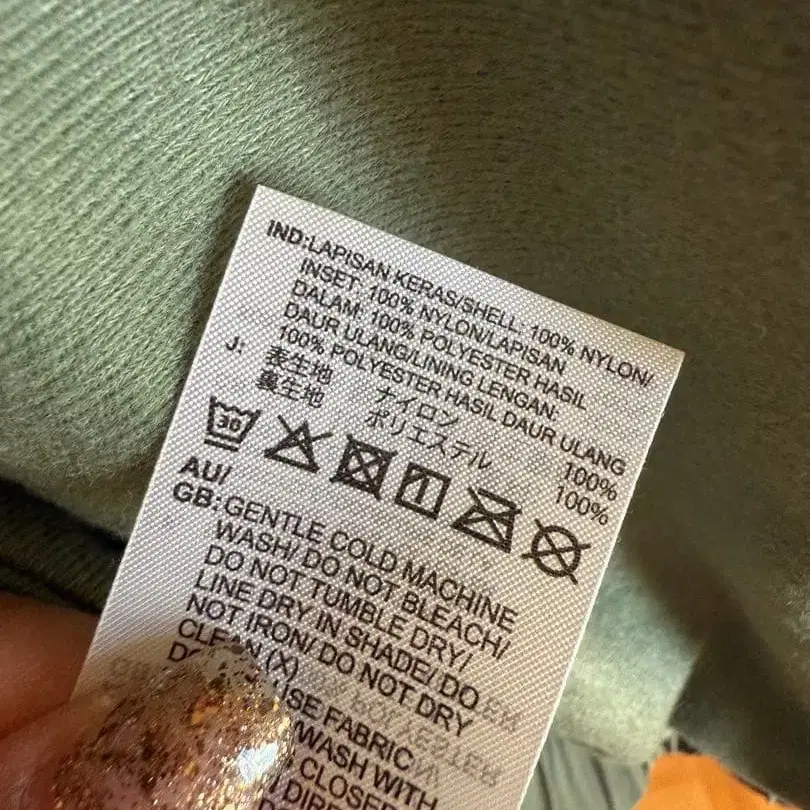 IND:LAPISAN KERAS/SHELL: 100% NYLON/
INSET: 100% NYLON/LAPISAN
DALAM: 100% POLYESTER HASIL
DAUR ULANG/LINING LENGAN:
100% POLYESTER HASIL DAUR ULANG
J: 表生地 ナイロン 100%
裏生地 ポリエステル 100%
30
AU/
GB:GENTLE COLD MACHINE
WASH/ DO NOT BLEACH/
DO NOT TUMBLE DRY/
LINE DRY IN SHADE/ DO
NOT IRON/ DO NOT DRY
CLEAN (X)
USE FABRIC
WASH WITH
CLOSED